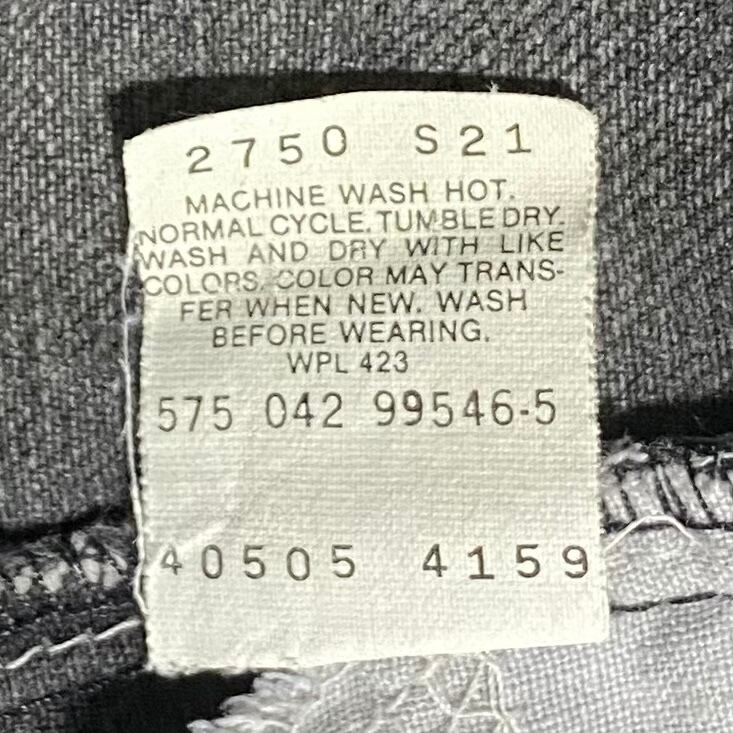 2750 S21
MACHINE WASH HOT.
NORMAL CYCLE. TUMBLE DRY.
WASH AND DRY WITH LIKE
COLORS. COLOR MAY TRANS-
FER WHEN NEW. WASH
BEFORE WEARING.
WPL 423
575 042 99546-5
40505 4159